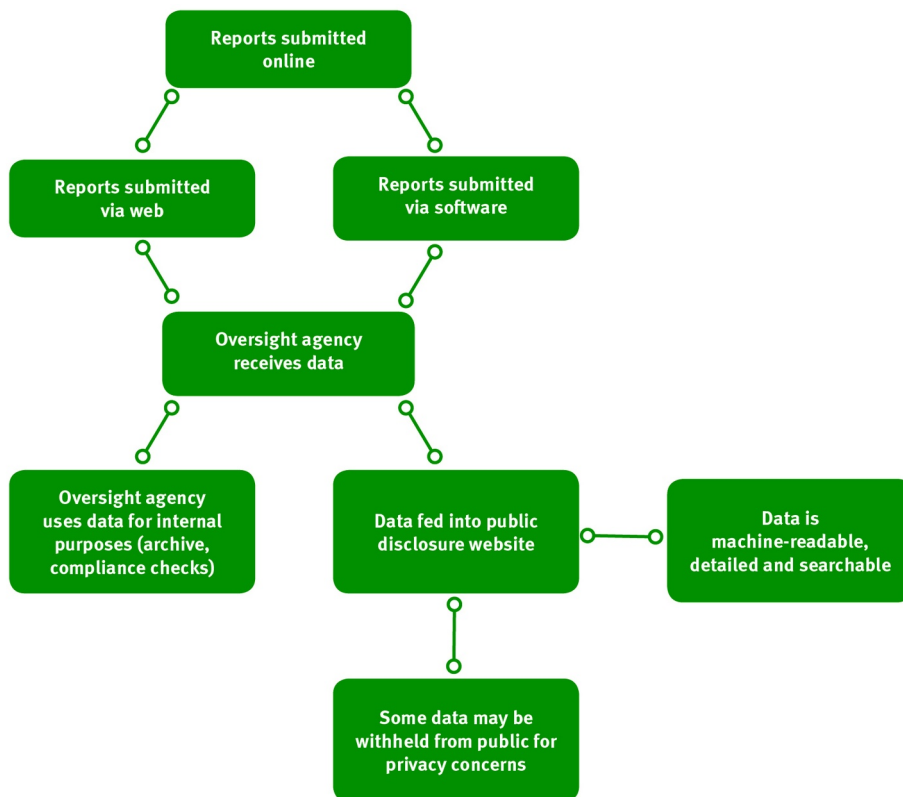 Reports submitted
online
Reports submitted
via web
Reports submitted
via software
Oversight agency
receives data
Oversight agency
uses data for internal
purposes (archive,
compliance checks)
Data fed into public
disclosure website
Data is
machine-readable,
detailed and searchable
Some data may be
withheld from public for
privacy concerns